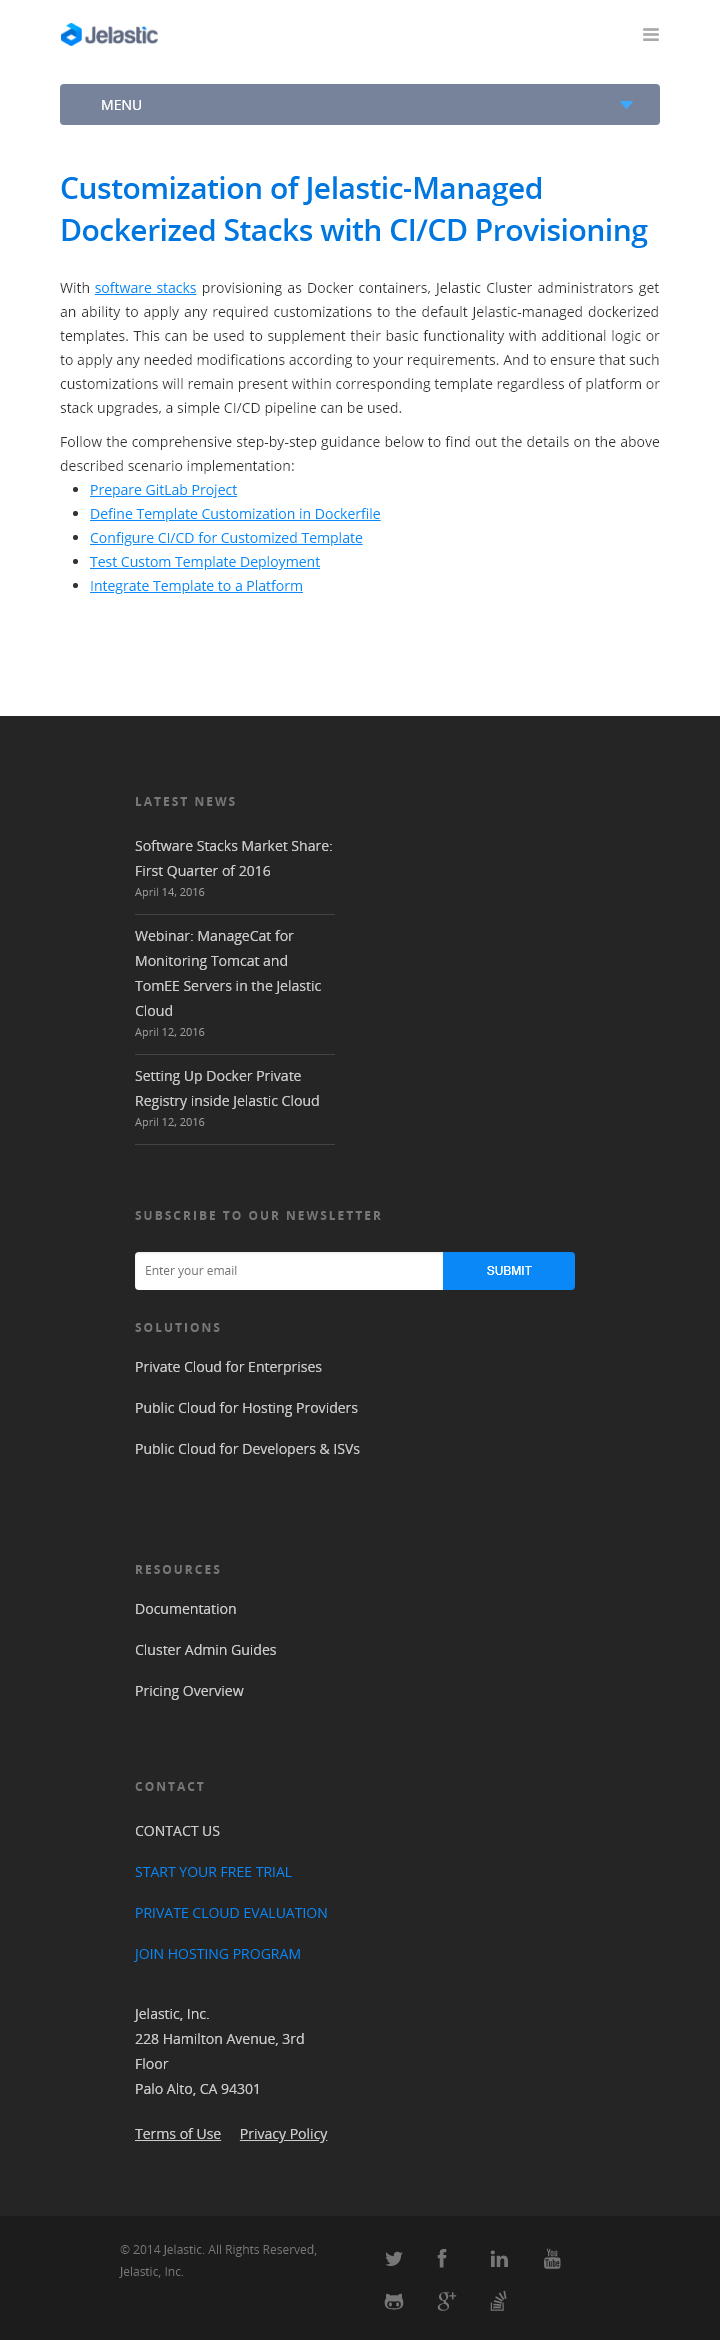 Jelastic
MENU
Customization of Jelastic-Managed
Dockerized Stacks with CI/CD Provisioning
With software stacks provisioning as Docker containers, Jelastic Cluster administrators get
an ability to apply any required customizations to the default Jelastic-managed dockerized
templates. This can be used to supplement their basic functionality with additional logic or
to apply any needed modifications according to your requirements. And to ensure that such
customizations will remain present within corresponding template regardless of platform or
stack upgrades, a simple CI/CD pipeline can be used.
Follow the comprehensive step-by-step guidance below to find out the details on the above
described scenario implementation:
Prepare GitLab Project
Define Template Customization in Dockerfile
Configure CI/CD for Customized Template
Test Custom Template Deployment
Integrate Template to a Platform
LATEST NEWS
Software Stacks Market Share:
First Quarter of 2016
April 14, 2016
Webinar: ManageCat for
Monitoring Tomcat and
TomEE Servers in the Jelastic
Cloud
April 12, 2016
Setting Up Docker Private
Registry inside Jelastic Cloud
April 12, 2016
SUBSCRIBE TO OUR NEWSLETTER
Enter your email SUBMIT
SOLUTIONS
Private Cloud for Enterprises
Public Cloud for Hosting Providers
Public Cloud for Developers & ISVs
RESOURCES
Documentation
Cluster Admin Guides
Pricing Overview
CONTACT
CONTACT US
START YOUR FREE TRIAL
PRIVATE CLOUD EVALUATION
JOIN HOSTING PROGRAM
Jelastic, Inc.
228 Hamilton Avenue, 3rd
Floor
Palo Alto, CA 94301
Terms of Use Privacy Policy
© 2014 Jelastic. All Rights Reserved,
Jelastic, Inc.
You
Tube